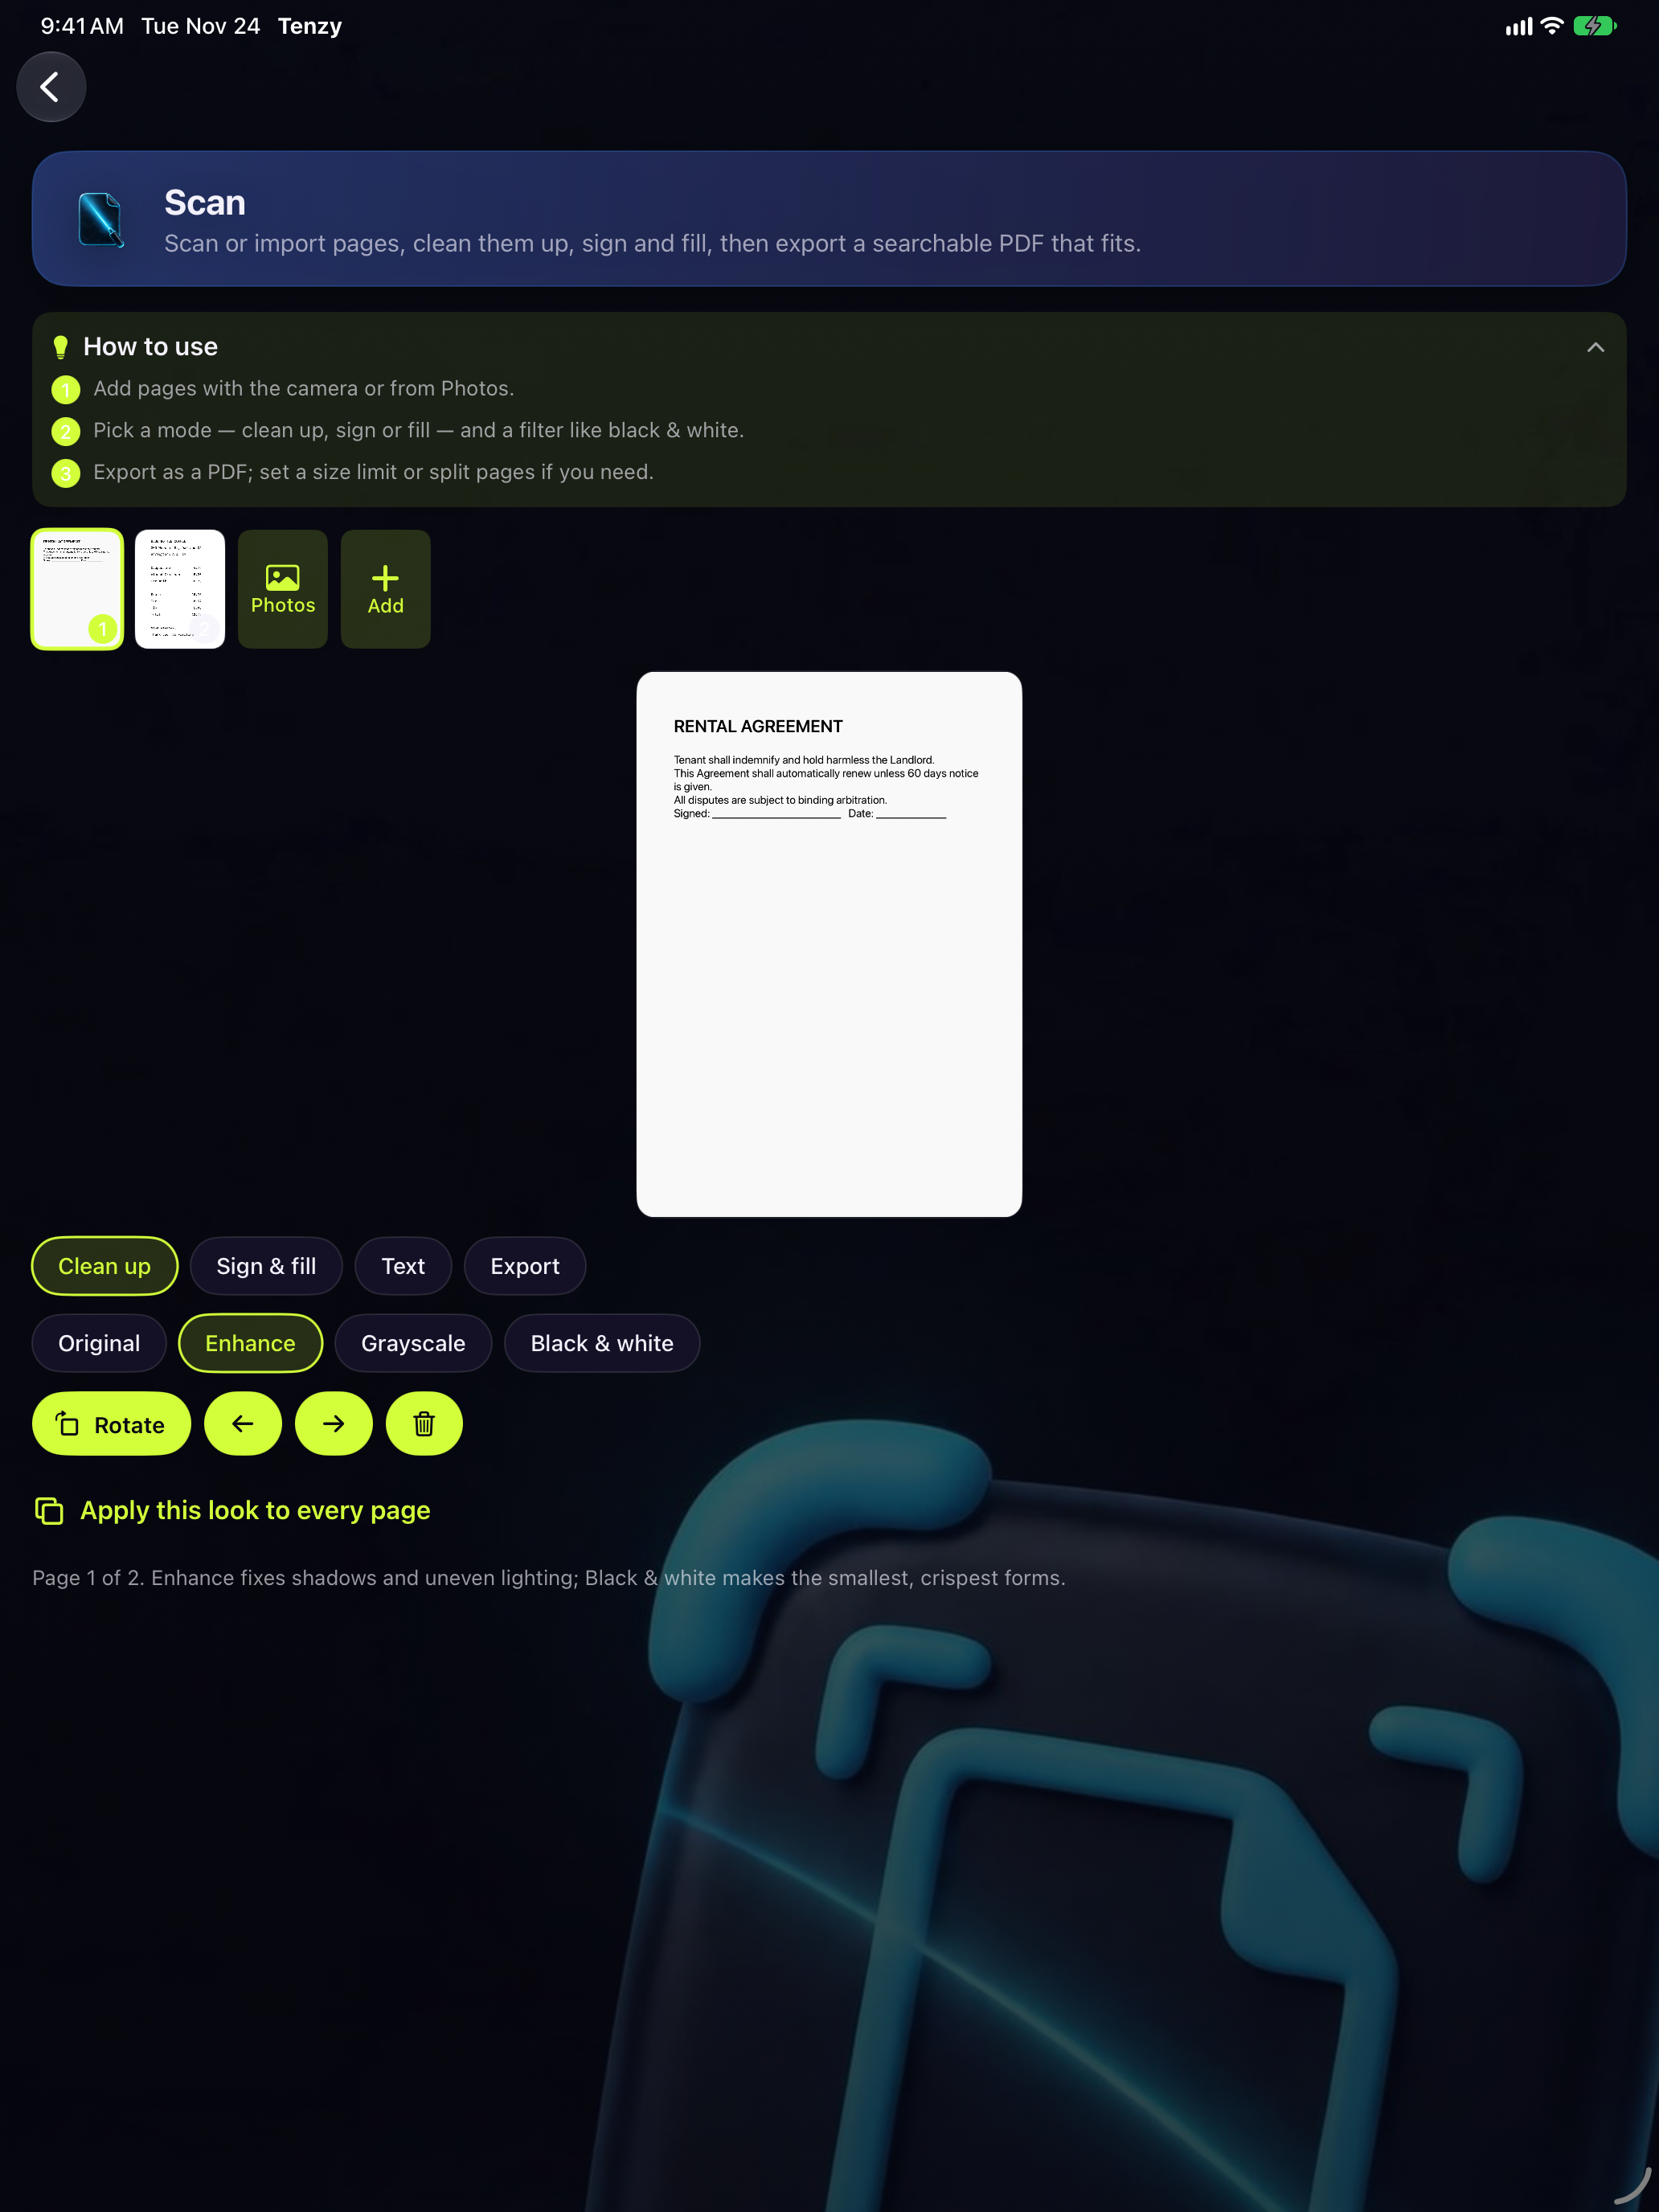 9:41 AM Tue Nov 24 Tenzy
Scan
Scan or import pages, clean them up, sign and fill, then export a searchable PDF that fits.
How to use
1 Add pages with the camera or from Photos.
2 Pick a mode — clean up, sign or fill — and a filter like black & white.
3 Export as a PDF; set a size limit or split pages if you need.
RENTAL AGREEMENT
1
2
Photos
Add
RENTAL AGREEMENT
Tenant shall indemnify and hold harmless the Landlord.
This Agreement shall automatically renew unless 60 days notice
is given.
All disputes are subject to binding arbitration.
Signed: ____________________ Date: ___________
Clean up Sign & fill Text Export
Original Enhance Grayscale Black & white
Rotate
Apply this look to every page
Page 1 of 2. Enhance fixes shadows and uneven lighting; Black & white makes the smallest, crispest forms.